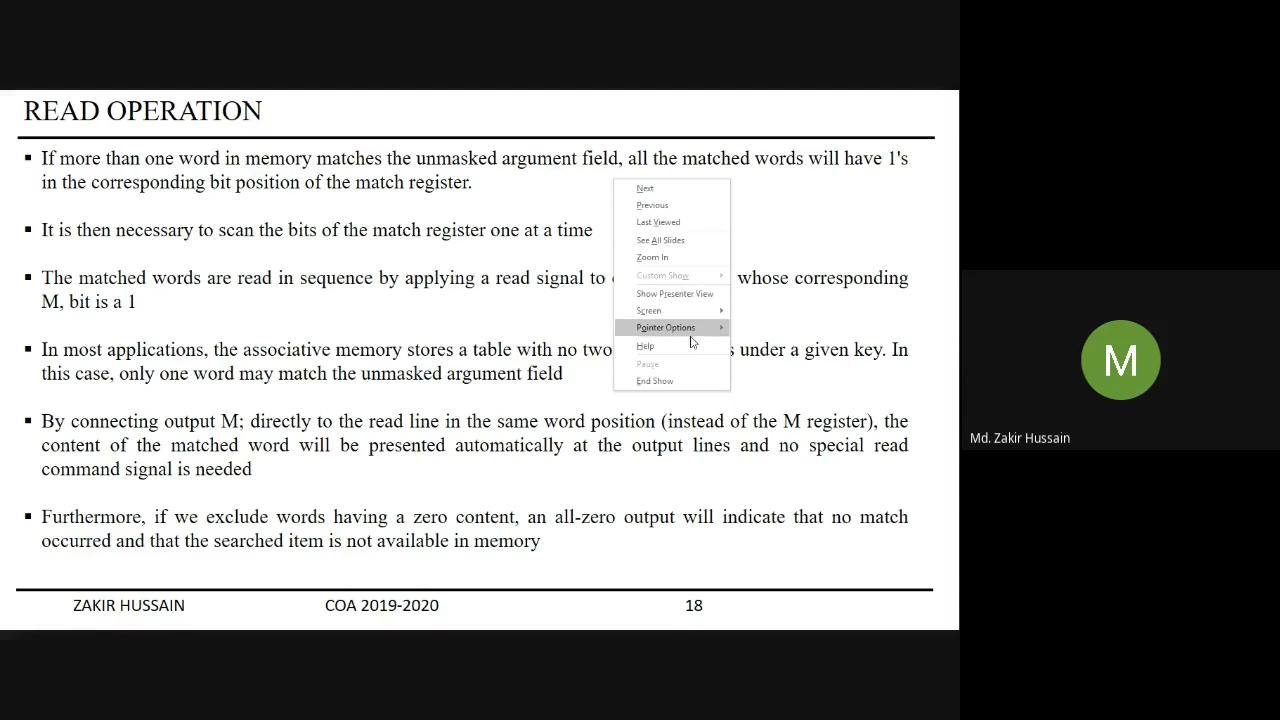 READ OPERATION
▪ If more than one word in memory matches the unmasked argument field, all the matched words will have 1's
in the corresponding bit position of the match register.
▪ It is then necessary to scan the bits of the match register one at a time
▪ The matched words are read in sequence by applying a read signal to whose corresponding
M, bit is a 1
▪ In most applications, the associative memory stores a table with no two under a given key. In
this case, only one word may match the unmasked argument field
▪ By connecting output M; directly to the read line in the same word position (instead of the M register), the
content of the matched word will be presented automatically at the output lines and no special read
command signal is needed
▪ Furthermore, if we exclude words having a zero content, an all-zero output will indicate that no match
occurred and that the searched item is not available in memory
ZAKIR HUSSAIN COA 2019-2020 18
Next
Previous
Last Viewed
See All Slides
Zoom In
Custom Show
Show Presenter View
Screen
Pointer Options
Help
Pause
End Show
M
Md. Zakir Hussain